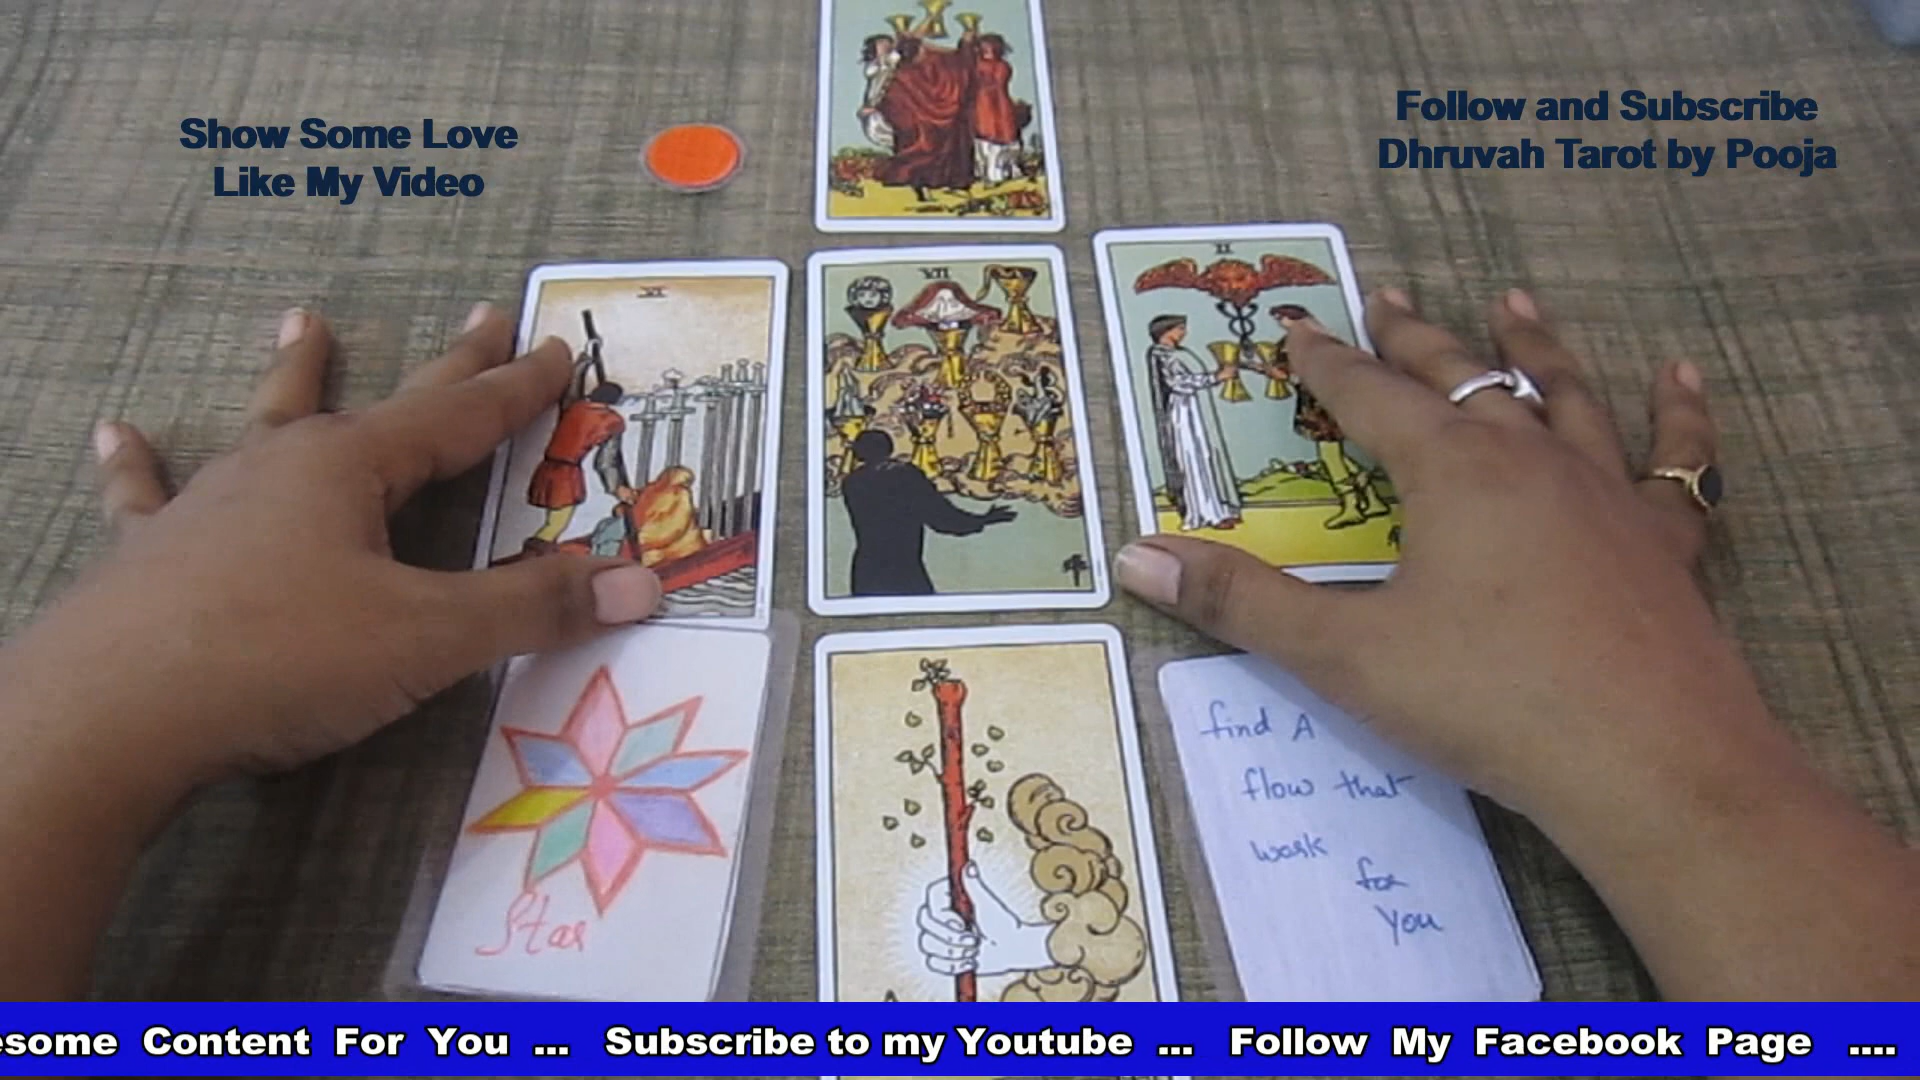 Show Some Love
Like My Video
Follow and Subscribe
Dhruvah Tarot by Pooja
VI
VII
II
Star
find A
flow that
work
for
You
esome Content For You ... Subscribe to my Youtube ... Follow My Facebook Page ....